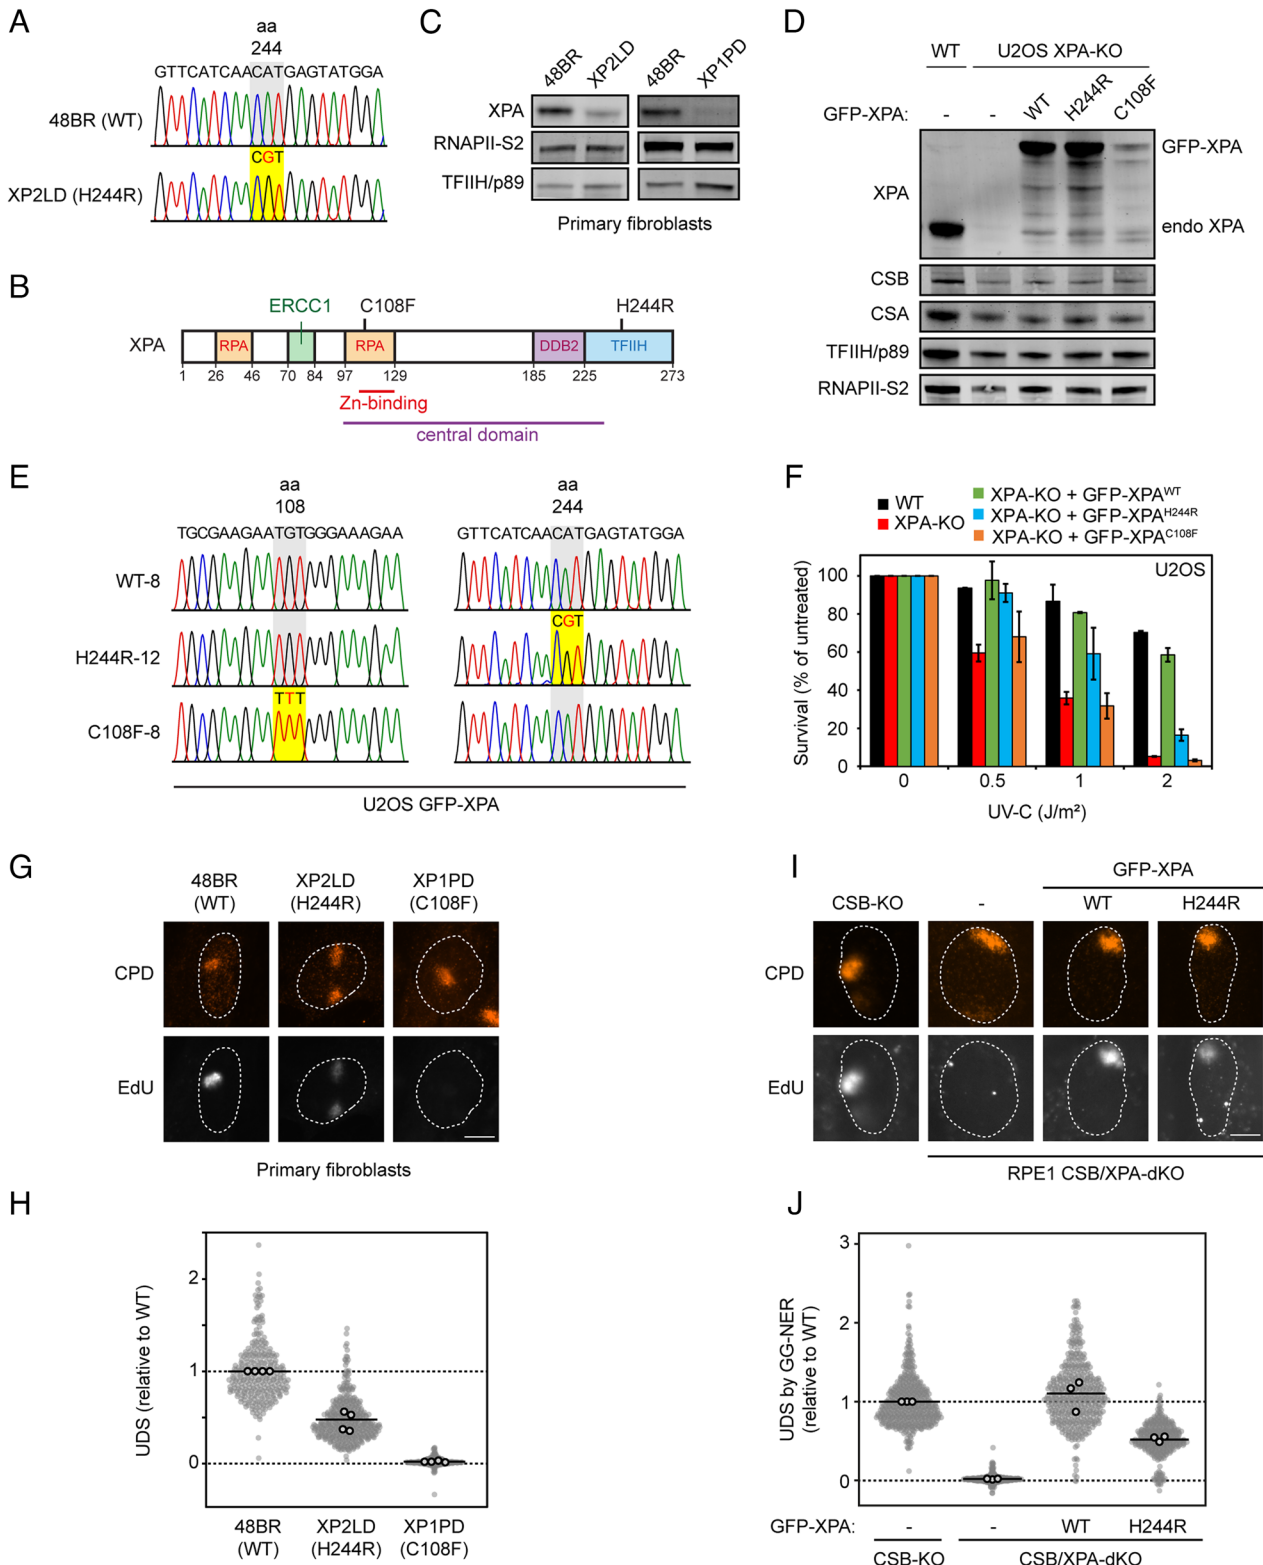 A
aa
244
GTTCATCAACATGAGTATGGA
48BR (WT)
CGT
XP2LD (H244R)
B
ERCC1
C108F
H244R
XPA
RPA
RPA
DDB2
TFIIH
1 26 46 70 84 97 129 185 225 273
Zn-binding
central domain
C
48BR XP2LD 48BR XP1PD
XPA
RNAPII-S2
TFIIH/p89
Primary fibroblasts
D
WT U2OS XPA-KO
GFP-XPA: - - WT H244R C108F
GFP-XPA
XPA
endo XPA
CSB
CSA
TFIIH/p89
RNAPII-S2
E
aa aa
108 244
TGCGAAGAATGTGGGAAAGAA GTTCATCAACATGAGTATGGA
WT-8
CGT
H244R-12
TTT
C108F-8
U2OS GFP-XPA
F
WT
XPA-KO
XPA-KO + GFP-XPAWT
XPA-KO + GFP-XPAH244R
XPA-KO + GFP-XPAC108F
U2OS
Survival (% of untreated)
100
80
60
40
20
0
0 0.5 1 2
UV-C (J/m²)
G
48BR XP2LD XP1PD
(WT) (H244R) (C108F)
CPD
EdU
Primary fibroblasts
H
UDS (relative to WT)
2
1
0
48BR XP2LD XP1PD
(WT) (H244R) (C108F)
I
GFP-XPA
CSB-KO - WT H244R
CPD
EdU
RPE1 CSB/XPA-dKO
J
UDS by GG-NER
(relative to WT)
3
2
1
0
GFP-XPA: - - WT H244R
CSB-KO CSB/XPA-dKO